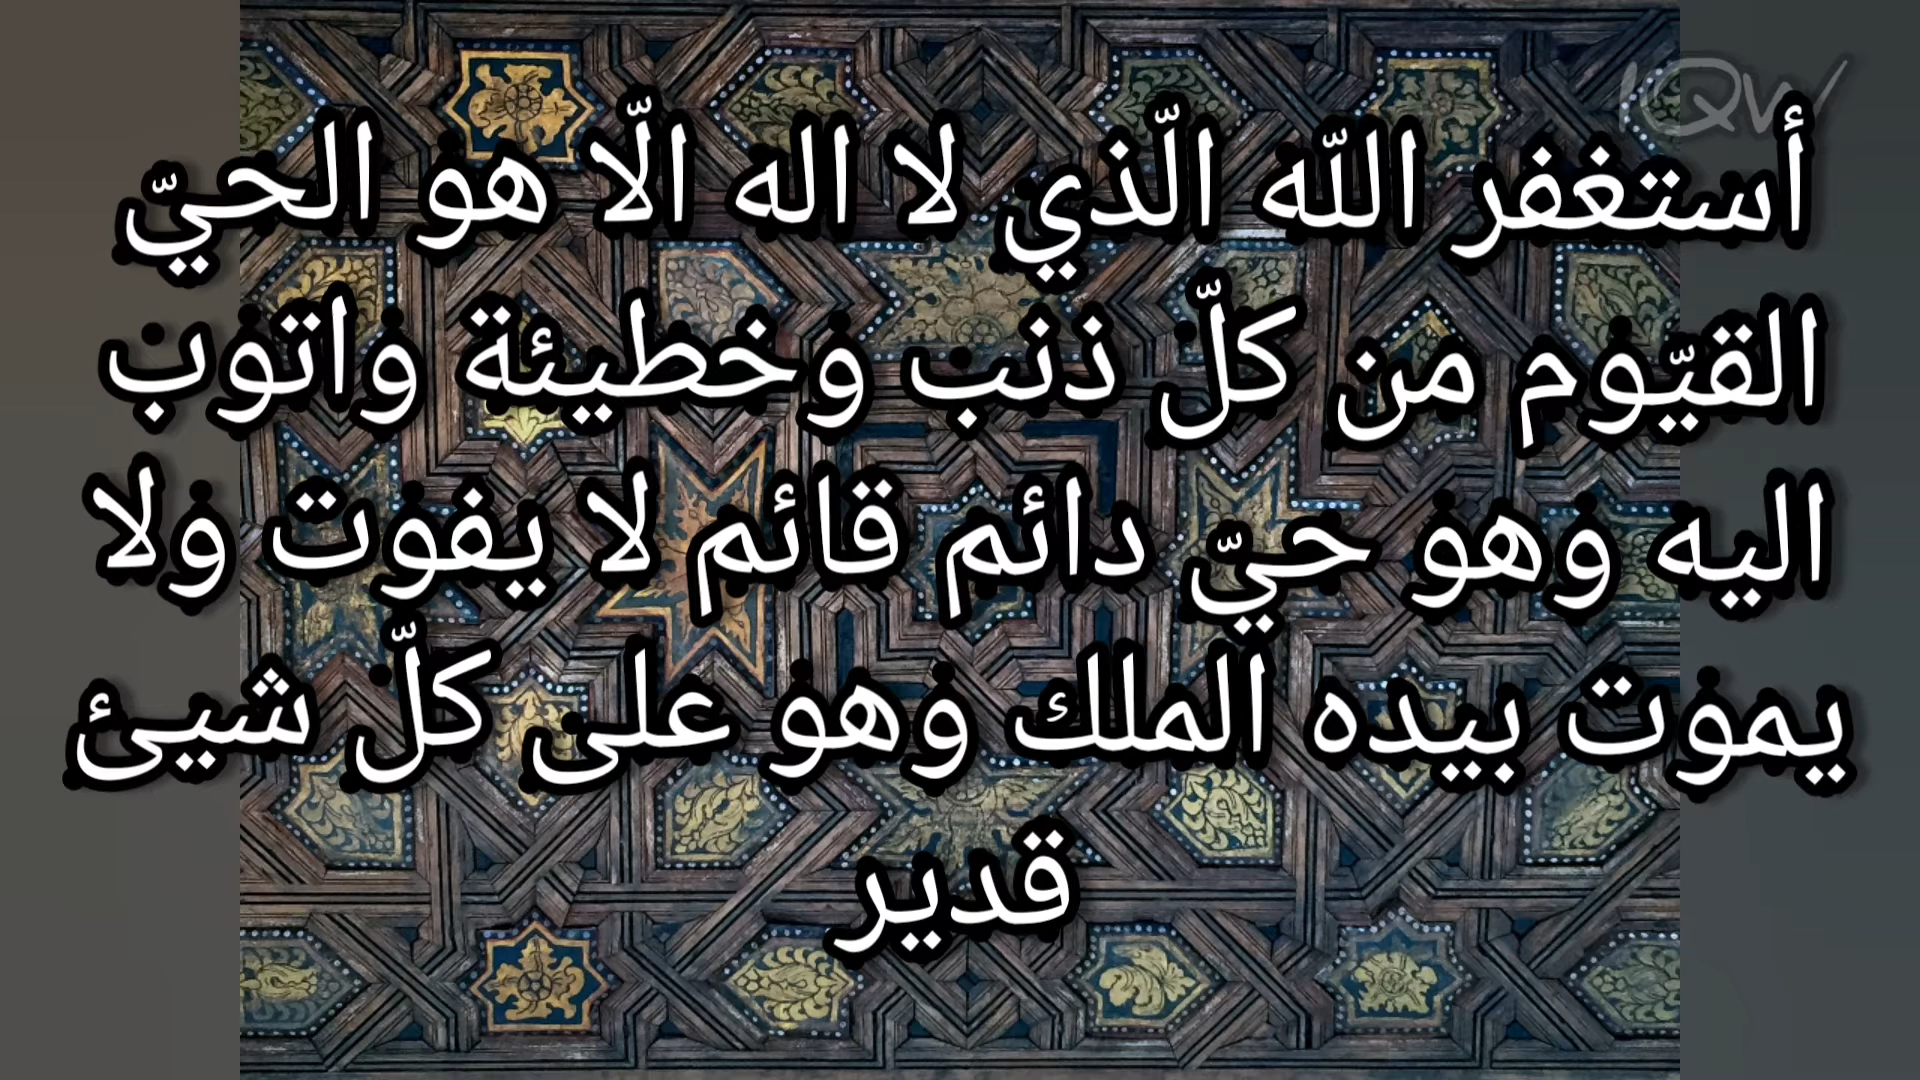 IQW
أستغفر اللّه الّذي لا اله الّا هو الحيّ
القيّوم من كلّ ذنب وخطيئة واتوب
اليه وهو حيّ دائم قائم لا يفوت ولا
يموت بيده الملك وهو على كلّ شيئ
قدير